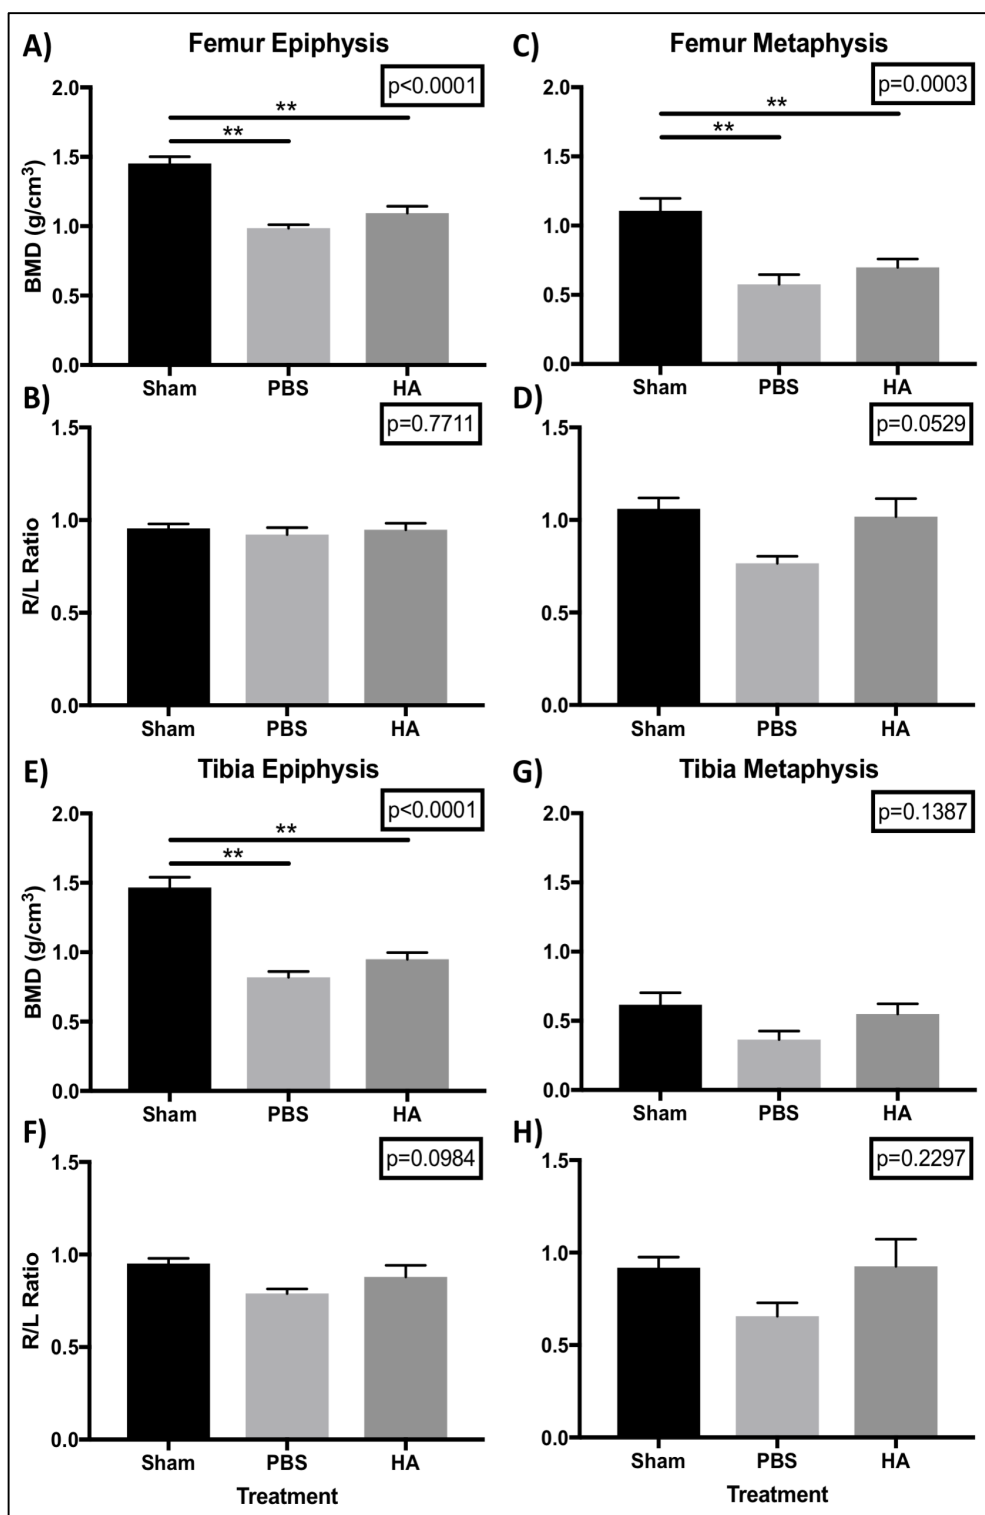 A)
Femur Epiphysis
p<0.0001
**
**
2.0
1.5
1.0
0.5
0.0
BMD (g/cm3)
Sham PBS HA
C)
Femur Metaphysis
p=0.0003
**
**
2.0
1.5
1.0
0.5
0.0
Sham PBS HA
B)
p=0.7711
1.5
1.0
0.5
0.0
R/L Ratio
Sham PBS HA
D)
p=0.0529
1.5
1.0
0.5
0.0
Sham PBS HA
E)
Tibia Epiphysis
p<0.0001
**
**
2.0
1.5
1.0
0.5
0.0
BMD (g/cm3)
Sham PBS HA
G)
Tibia Metaphysis
p=0.1387
2.0
1.5
1.0
0.5
0.0
Sham PBS HA
F)
p=0.0984
1.5
1.0
0.5
0.0
R/L Ratio
Sham PBS HA
Treatment
H)
p=0.2297
1.5
1.0
0.5
0.0
Sham PBS HA
Treatment